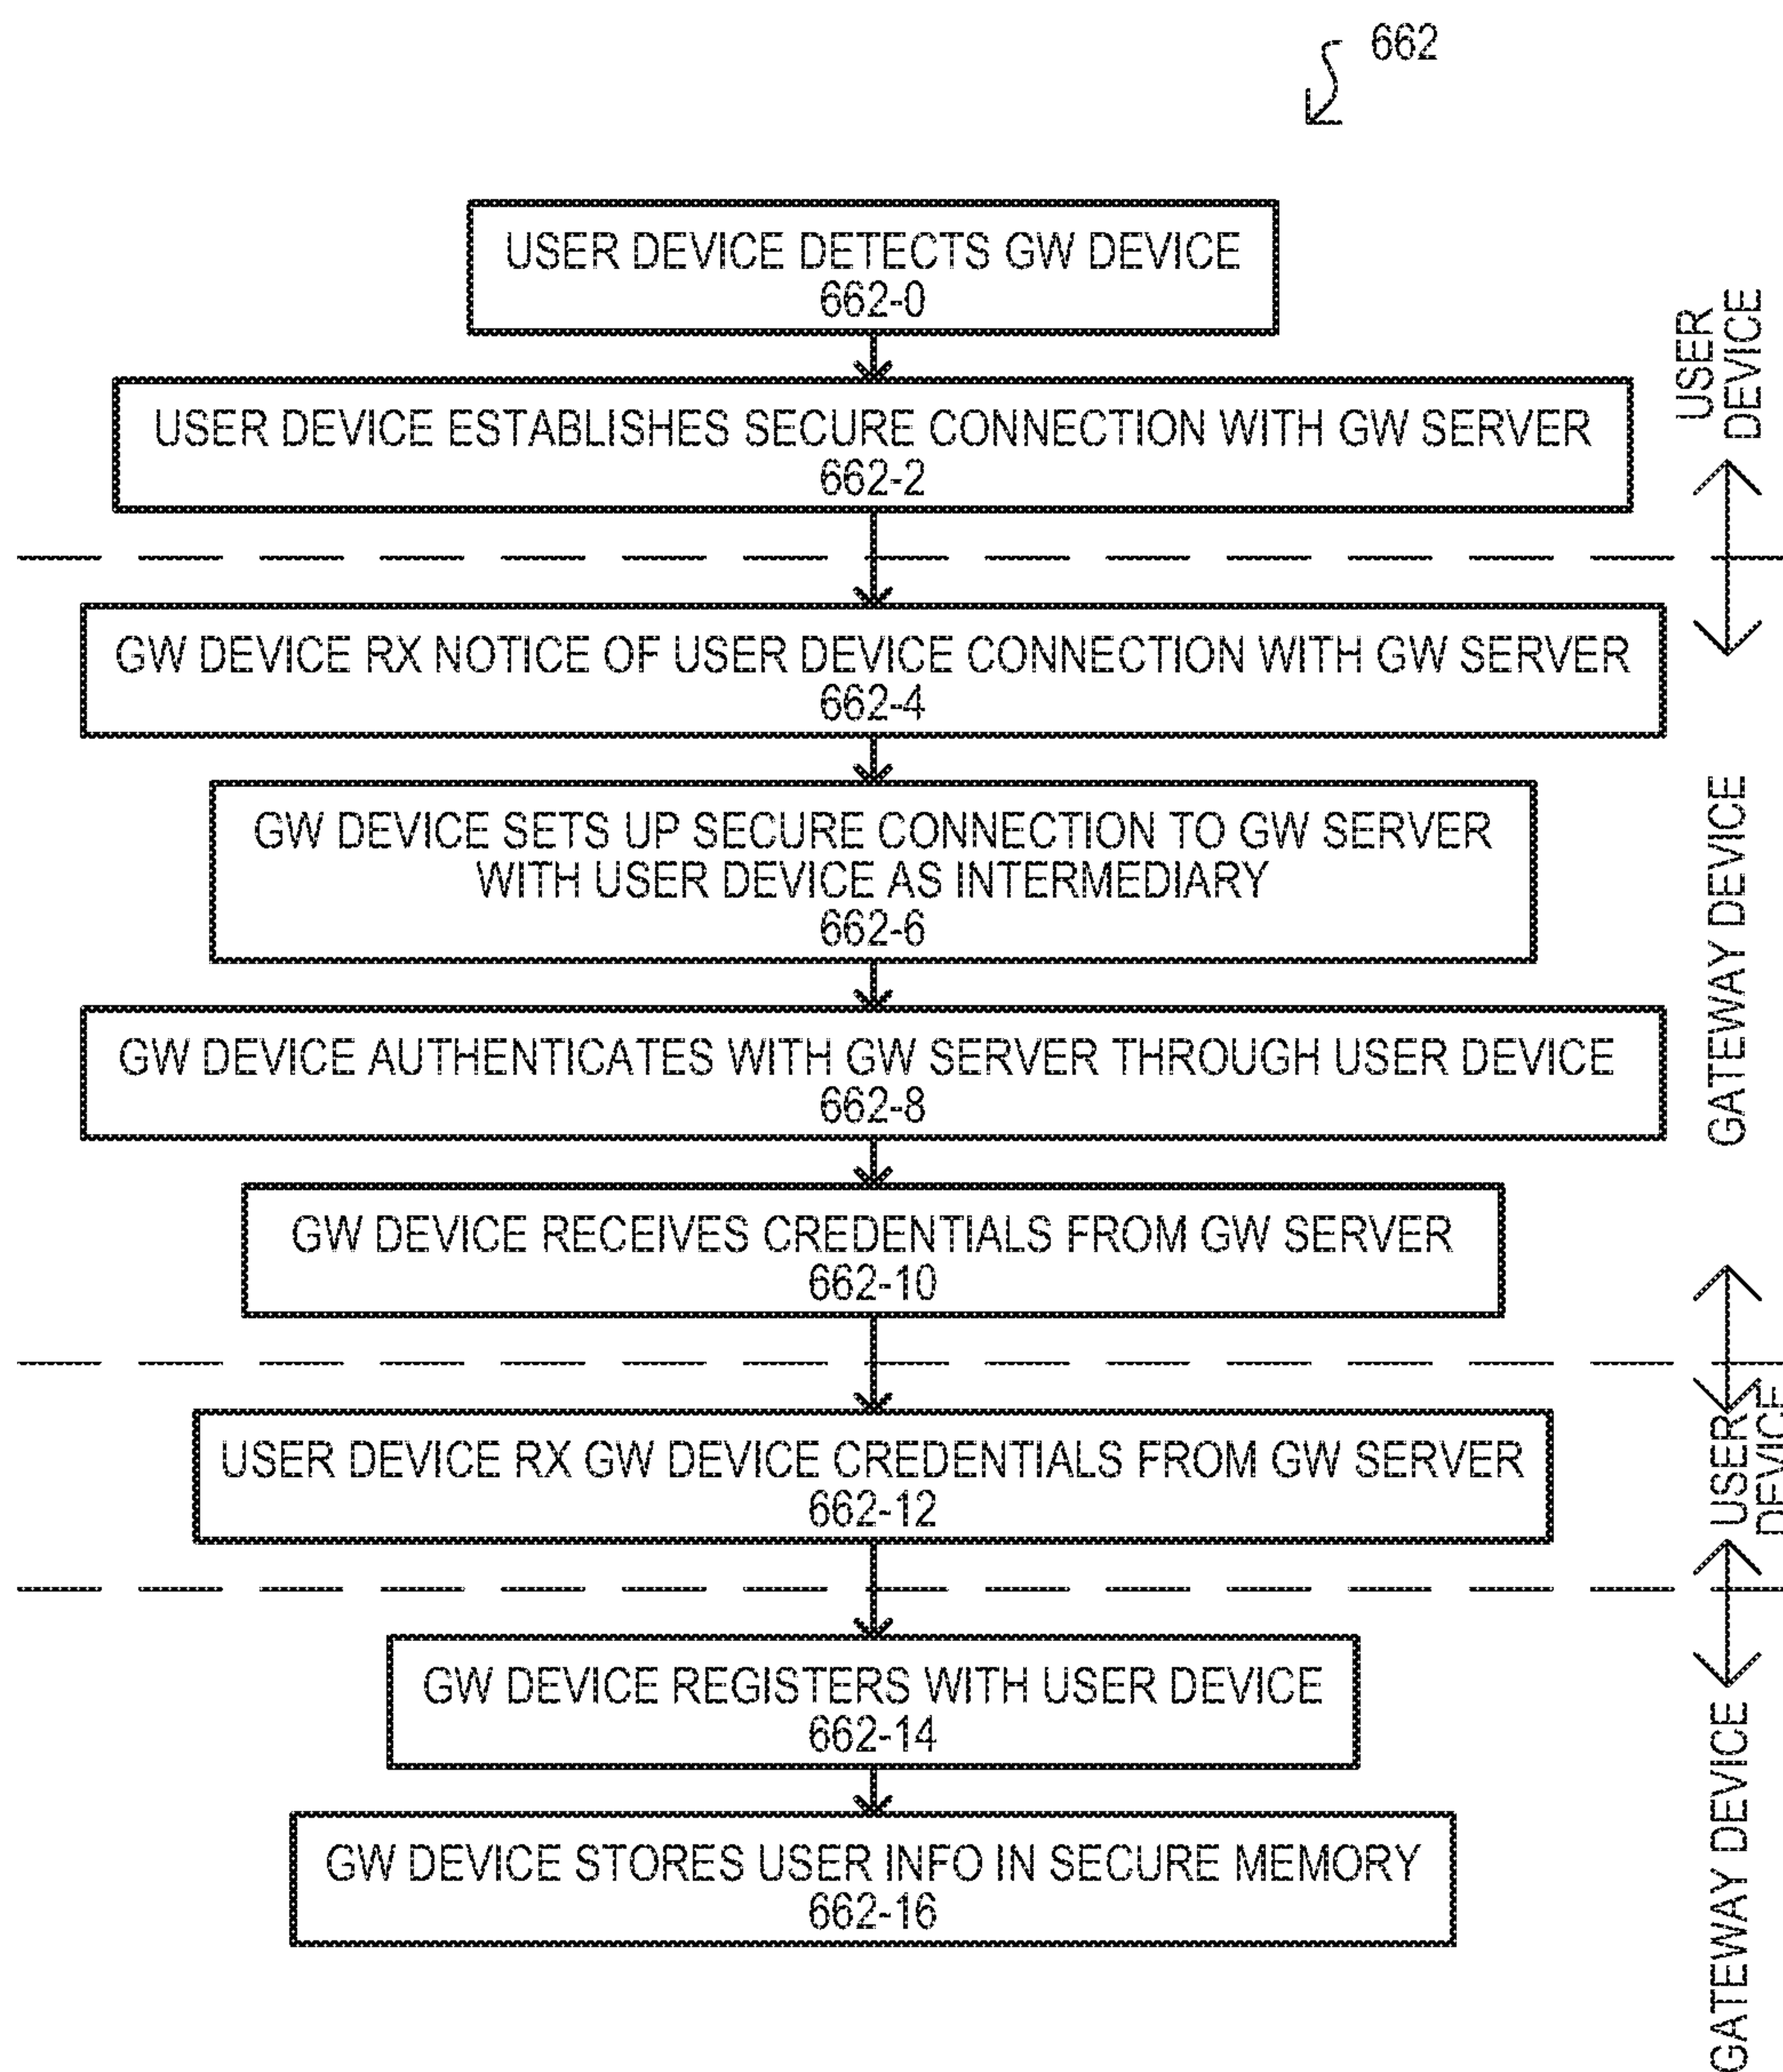 662
USER DEVICE DETECTS GW DEVICE
662-0
USER DEVICE ESTABLISHES SECURE CONNECTION WITH GW SERVER
662-2
USER
DEVICE
GW DEVICE RX NOTICE OF USER DEVICE CONNECTION WITH GW SERVER
662-4
GW DEVICE SETS UP SECURE CONNECTION TO GW SERVER
WITH USER DEVICE AS INTERMEDIARY
662-6
GW DEVICE AUTHENTICATES WITH GW SERVER THROUGH USER DEVICE
662-8
GW DEVICE RECEIVES CREDENTIALS FROM GW SERVER
662-10
GATEWAY DEVICE
USER DEVICE RX GW DEVICE CREDENTIALS FROM GW SERVER
662-12
USER
DEVICE
GW DEVICE REGISTERS WITH USER DEVICE
662-14
GW DEVICE STORES USER INFO IN SECURE MEMORY
662-16
GATEWAY DEVICE